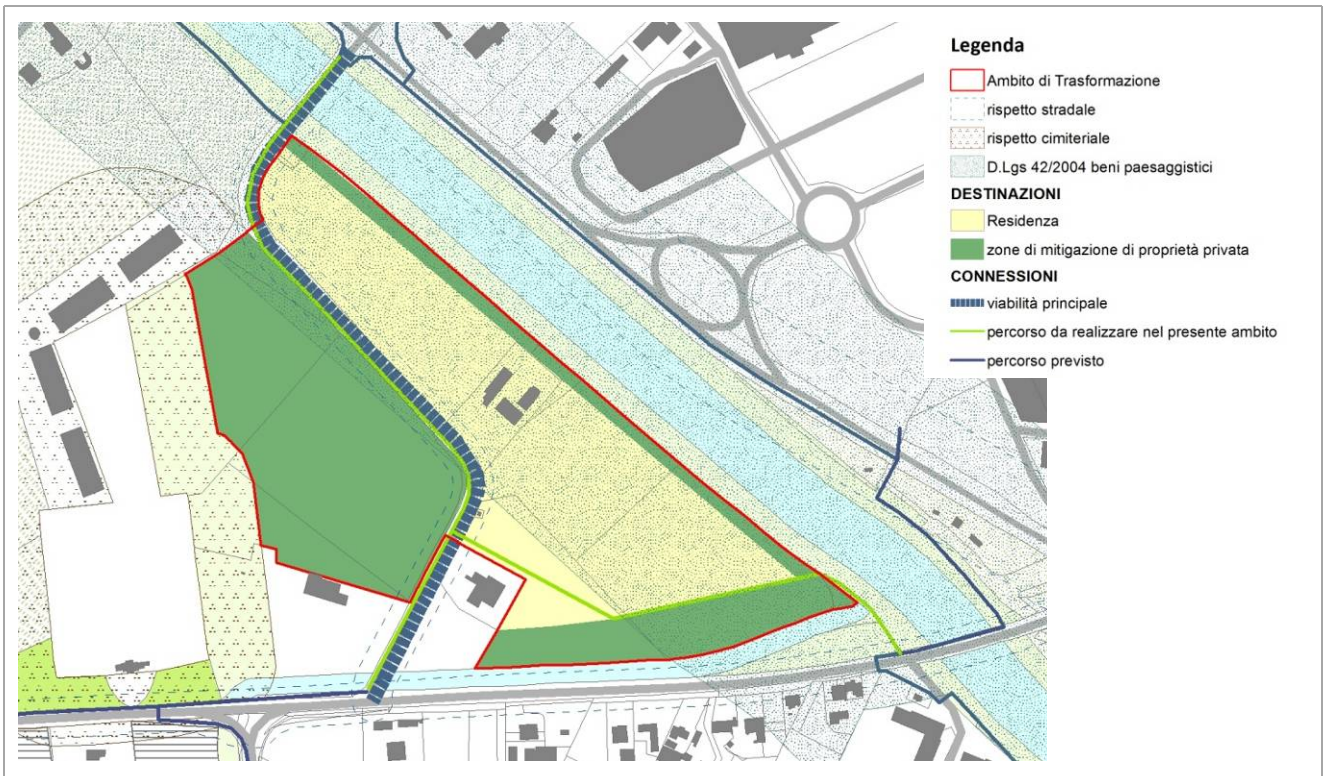 Legenda
Ambito di Trasformazione
rispetto stradale
rispetto cimiteriale
D.Lgs 42/2004 beni paesaggistici
DESTINAZIONI
Residenza
zone di mitigazione di proprietà privata
CONNESSIONI
viabilità principale
percorso da realizzare nel presente ambito
percorso previsto